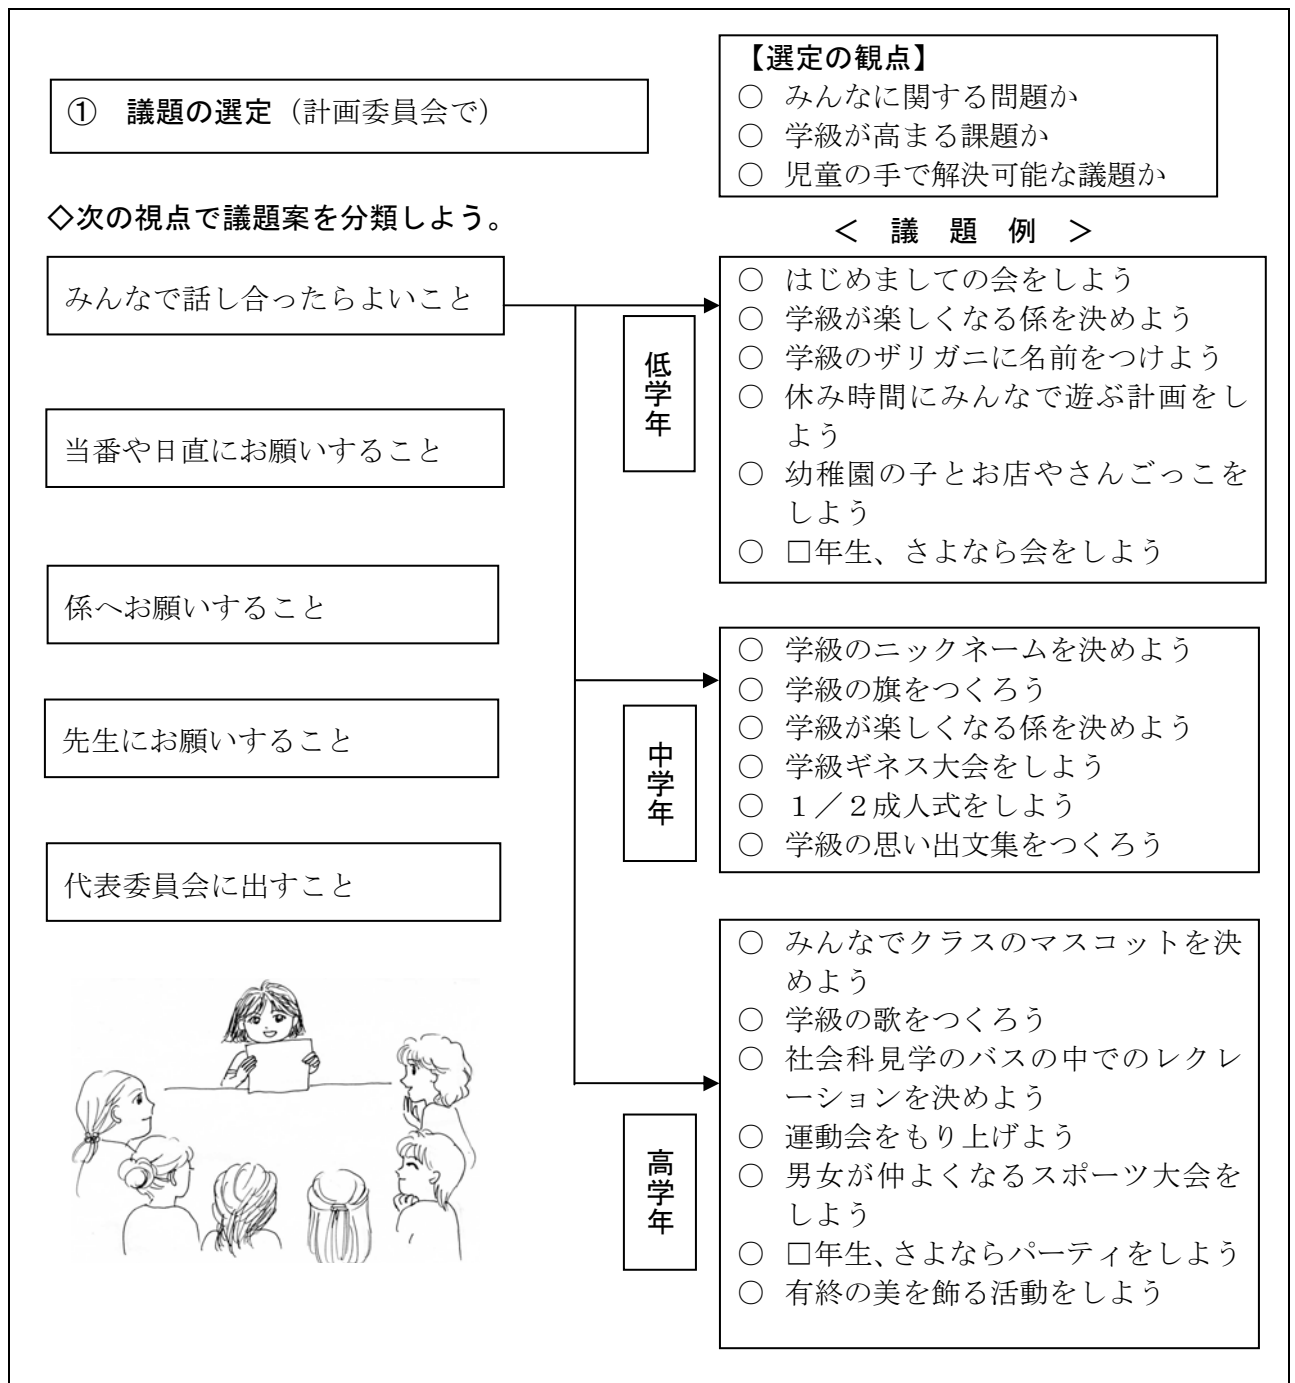 ① 議題の選定（計画委員会で）
【選定の観点】
○ みんなに関する問題か
○ 学級が高まる課題か
○ 児童の手で解決可能な議題か
◇次の視点で議題案を分類しよう。
みんなで話し合ったらよいこと
当番や日直にお願いすること
係へお願いすること
先生にお願いすること
代表委員会に出すこと
＜ 議 題 例 ＞
低学年
○ はじめましての会をしよう
○ 学級が楽しくなる係を決めよう
○ 学級のザリガニに名前をつけよう
○ 休み時間にみんなで遊ぶ計画をし
よう
○ 幼稚園の子とお店やさんごっこを
しよう
○ □年生、さよなら会をしよう
中学年
○ 学級のニックネームを決めよう
○ 学級の旗をつくろう
○ 学級が楽しくなる係を決めよう
○ 学級ギネス大会をしよう
○ １／２成人式をしよう
○ 学級の思い出文集をつくろう
高学年
○ みんなでクラスのマスコットを決
めよう
○ 学級の歌をつくろう
○ 社会科見学のバスの中でのレクレ
ーションを決めよう
○ 運動会をもり上げよう
○ 男女が仲よくなるスポーツ大会を
しよう
○ □年生、さよならパーティをしよう
○ 有終の美を飾る活動をしよう